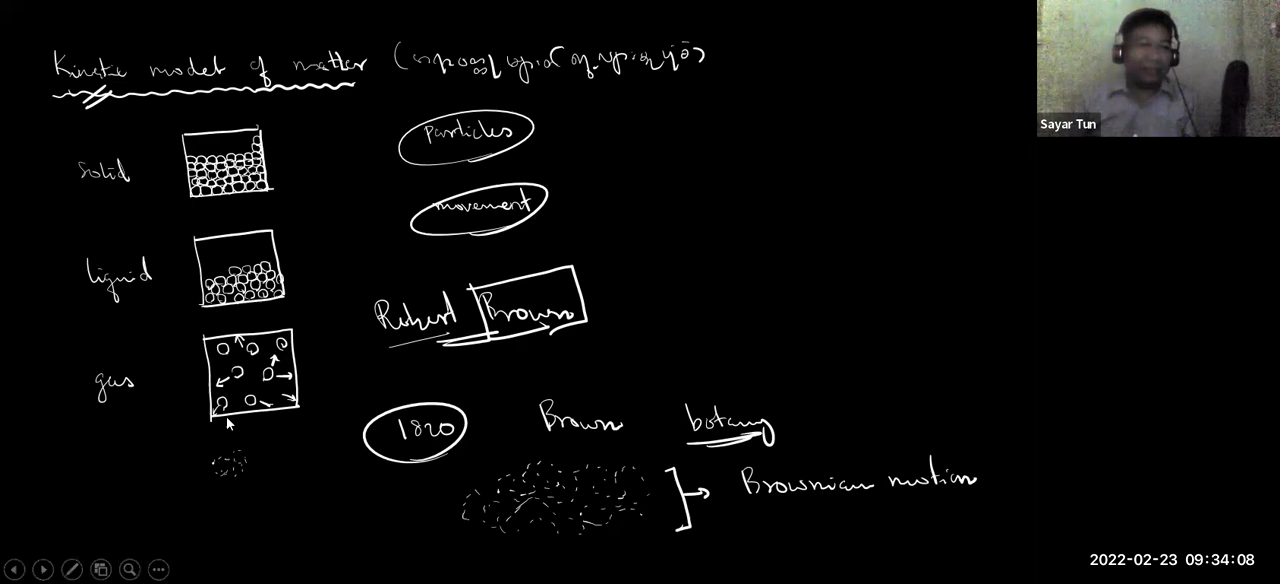 Kinetic model of matter
solid
particles
movement
liquid
Robert Brown
gas
1820 Brown botany
Brownian motion
Sayar Tun
2022-02-23 09:34:08